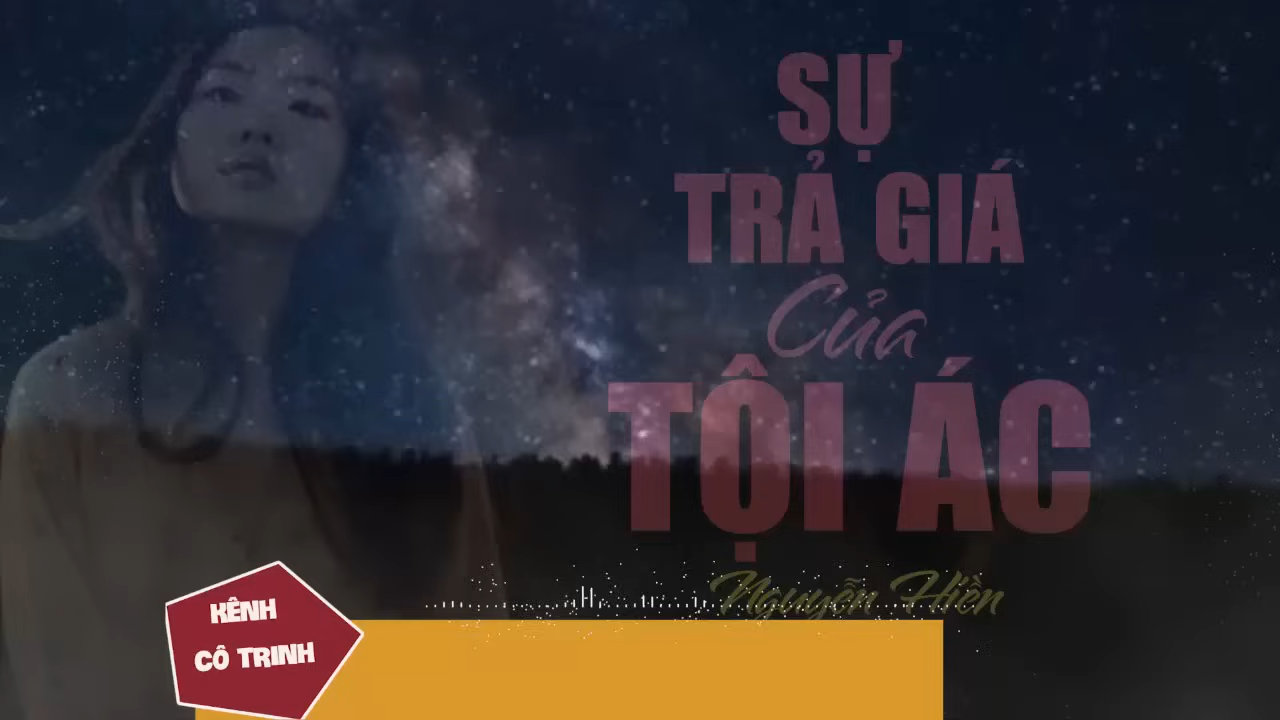 SỰ
TRẢ GIÁ
Của
TỘI ÁC
Nguyễn Hiền
KÊNH
CÔ TRINH